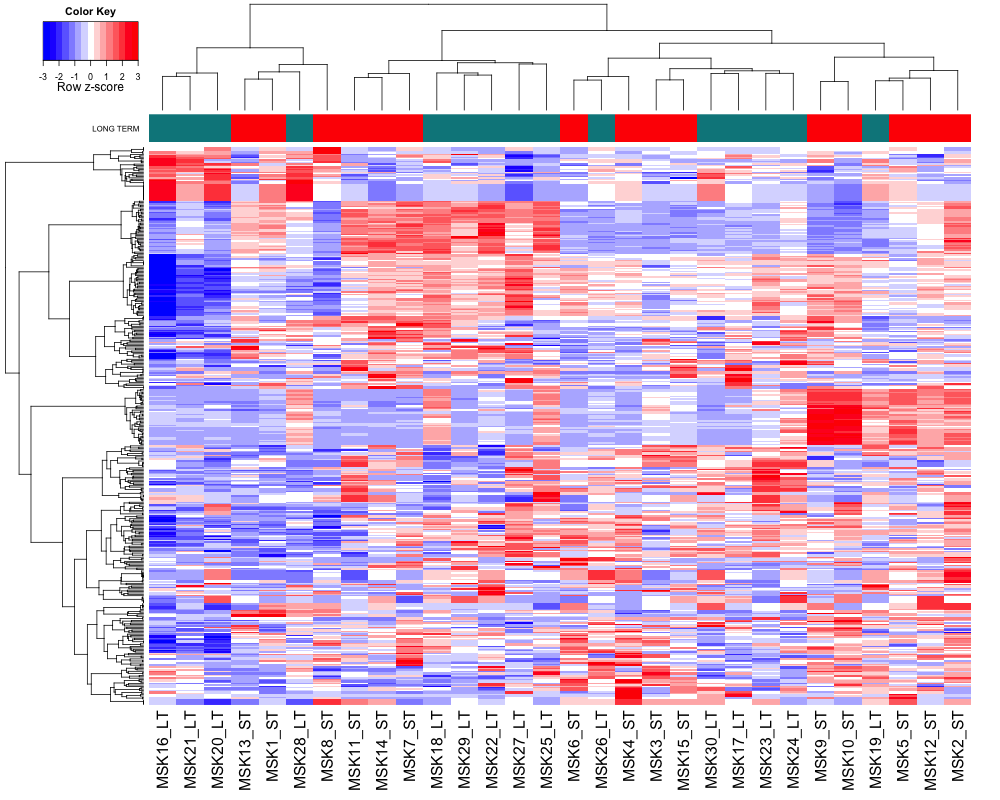 Color Key
-3 -2 -1 0 1 2 3
Row z-score
LONG TERM
MSK16_LT
MSK21_LT
MSK20_LT
MSK13_ST
MSK1_ST
MSK28_LT
MSK8_ST
MSK11_ST
MSK14_ST
MSK7_ST
MSK18_LT
MSK29_LT
MSK22_LT
MSK27_LT
MSK25_LT
MSK6_ST
MSK26_LT
MSK4_ST
MSK3_ST
MSK15_ST
MSK30_LT
MSK17_LT
MSK23_LT
MSK24_LT
MSK9_ST
MSK10_ST
MSK19_LT
MSK5_ST
MSK12_ST
MSK2_ST